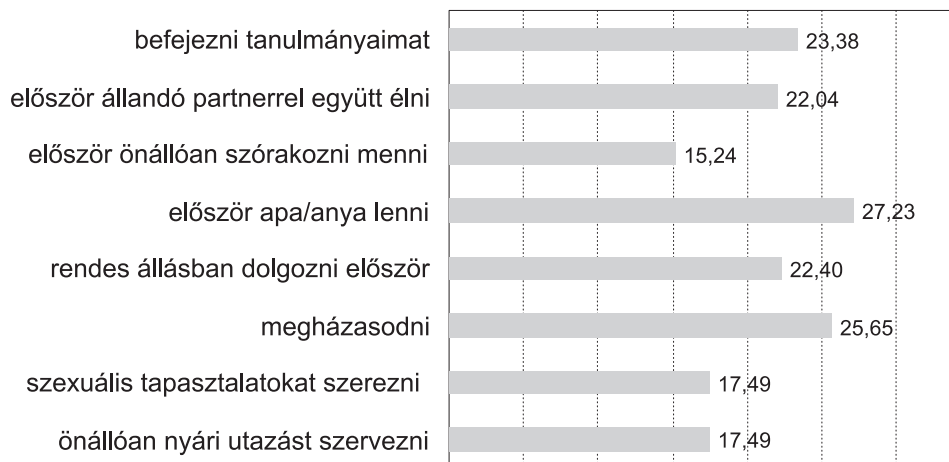 befejezni tanulmányaimat 23,38
először állandó partnerrel együtt élni 22,04
először önállóan szórakozni menni 15,24
először apa/anya lenni 27,23
rendes állásban dolgozni először 22,40
megházasodni 25,65
szexuális tapasztalatokat szerezni 17,49
önállóan nyári utazást szervezni 17,49